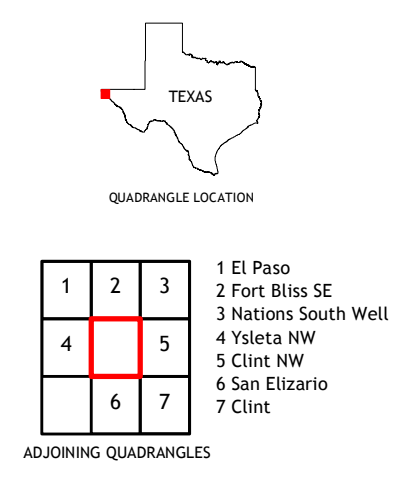 TEXAS
QUADRANGLE LOCATION
1 2 3
4 5
6 7
1 El Paso
2 Fort Bliss SE
3 Nations South Well
4 Ysleta NW
5 Clint NW
6 San Elizario
7 Clint
ADJOINING QUADRANGLES